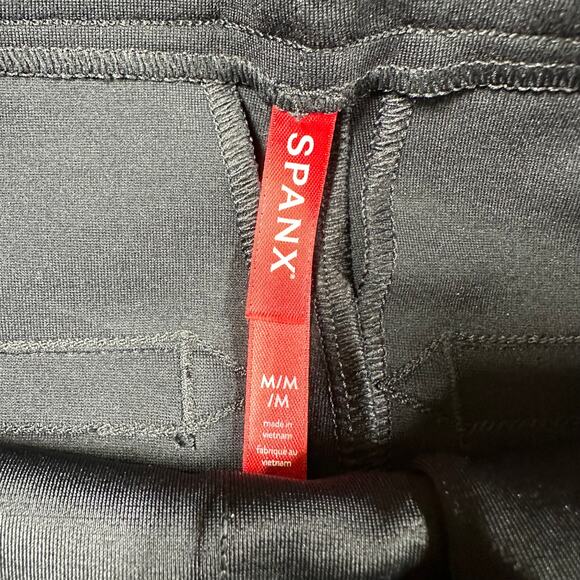 SPANX®
M/M
/M
made in
vietnam
fabriqué au
vietnam